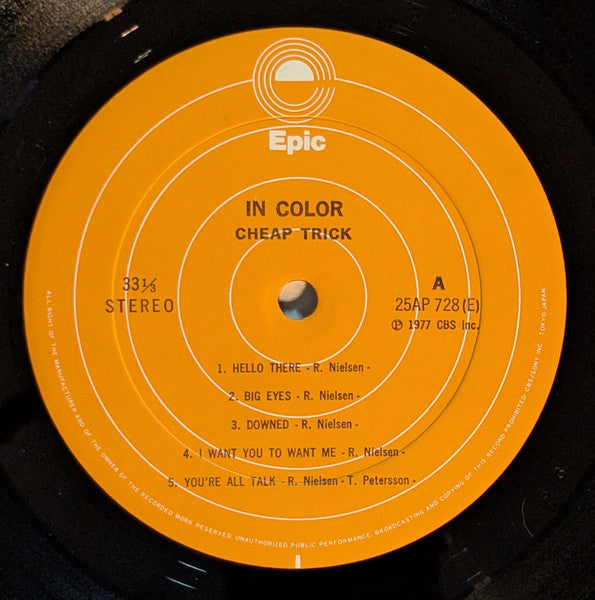 Epic
IN COLOR
CHEAP TRICK
33⅓
STEREO
A
25AP 728(E)
℗ 1977 CBS Inc.
1. HELLO THERE - R. Nielsen -
2. BIG EYES - R. Nielsen -
3. DOWNED - R. Nielsen -
4. I WANT YOU TO WANT ME - R. Nielsen -
5. YOU'RE ALL TALK - R. Nielsen - T. Petersson -
ALL RIGHT OF THE MANUFACTURER AND OF THE OWNER OF THE RECORDED WORK RESERVED. UNAUTHORIZED PUBLIC PERFORMANCE, BROADCASTING AND COPYING OF THIS RECORD PROHIBITED. CBS/SONY INC. TOKYO JAPAN